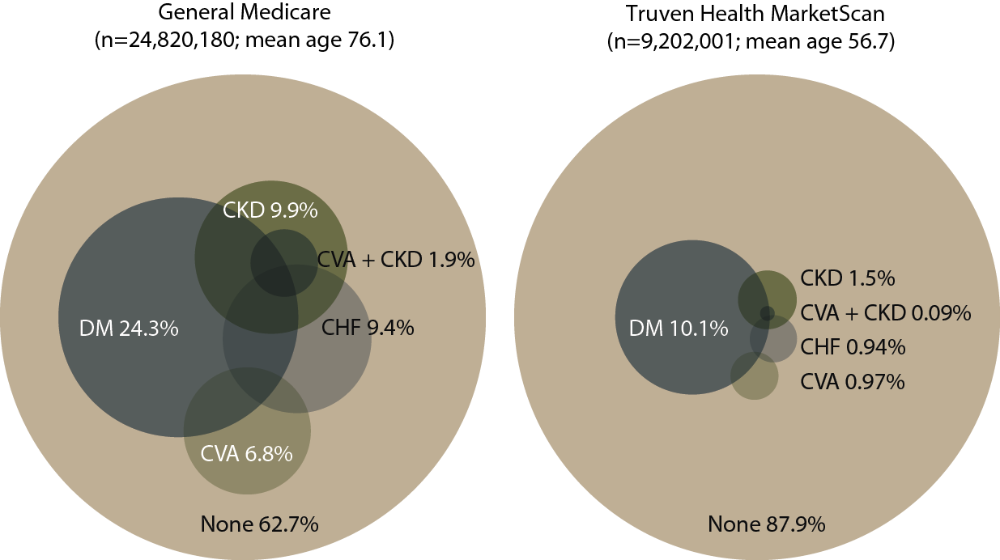 General Medicare
(n=24,820,180; mean age 76.1)
CKD 9.9%
CVA + CKD 1.9%
DM 24.3%
CHF 9.4%
CVA 6.8%
None 62.7%
Truven Health MarketScan
(n=9,202,001; mean age 56.7)
CKD 1.5%
CVA + CKD 0.09%
DM 10.1%
CHF 0.94%
CVA 0.97%
None 87.9%